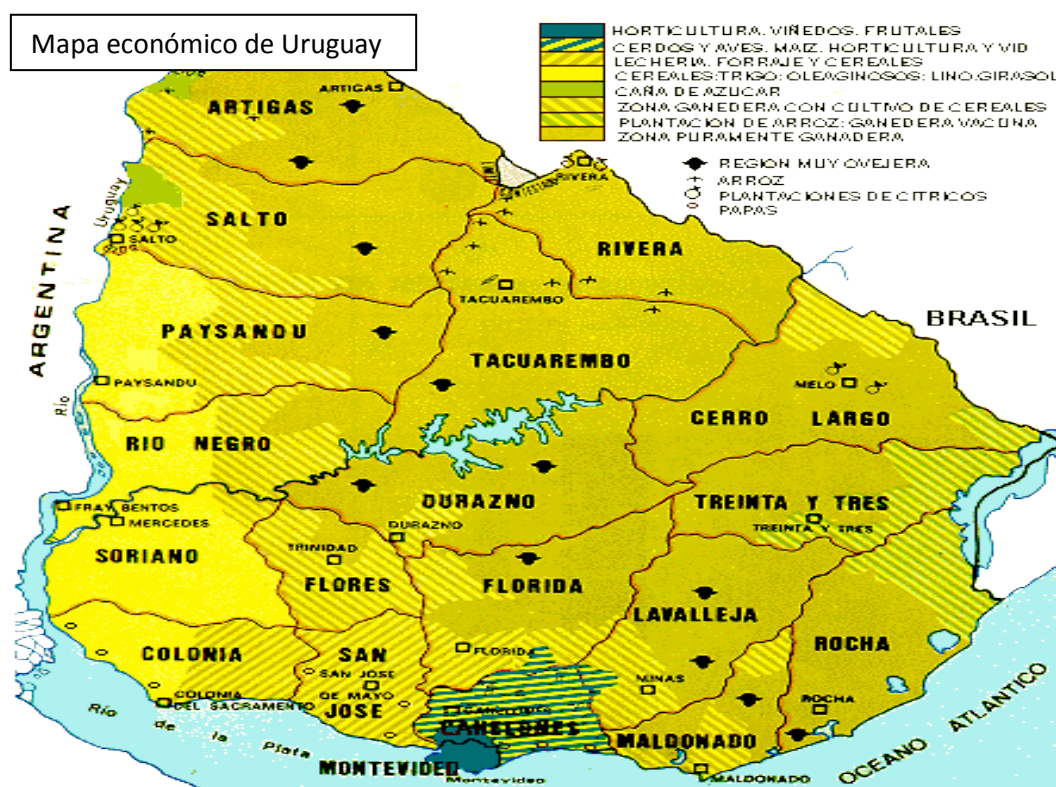 Mapa económico de Uruguay
HORTICULTURA. VIÑEDOS. FRUTALES
CERDOS Y AVES. MAIZ. HORTICULTURA Y VID
LECHERIA. FORRAJE Y CEREALES
CEREALES:TRIGO:OLEAGINOSOS:LINO.GIRASOL
CAÑA DE AZUCAR
ZONA GANEDERA CON CULTIVO DE CEREALES
PLANTACION DE ARROZ: GANEDERA VACUNA
ZONA PURAMENTE GANADERA
REGION MUY OVEJERA
ARROZ
PLANTACIONES DE CITRICOS
PAPAS
ARTIGAS
ARTIGAS
RIVERA
Uruguay
SALTO
SALTO
RIVERA
ARGENTINA
TACUAREMBO
BRASIL
PAYSANDU
TACUAREMBO
PAYSANDU
MELO
Río
CERRO LARGO
RIO NEGRO
DURAZNO
TREINTA Y TRES
FRAY BENTOS
MERCEDES
DURAZNO
TREINTA Y TRES
SORIANO
TRINIDAD
FLORES
FLORIDA
LAVALLEJA
ROCHA
COLONIA
SAN
FLORIDA
SAN JOSE
DE MAYO
MINAS
COLONIA
DEL SACRAMENTO
JOSE
ROCHA
CANELONES
MALDONADO
Río de la Plata
MONTEVIDEO
Montevideo
MALDONADO
OCEANO ATLANTICO